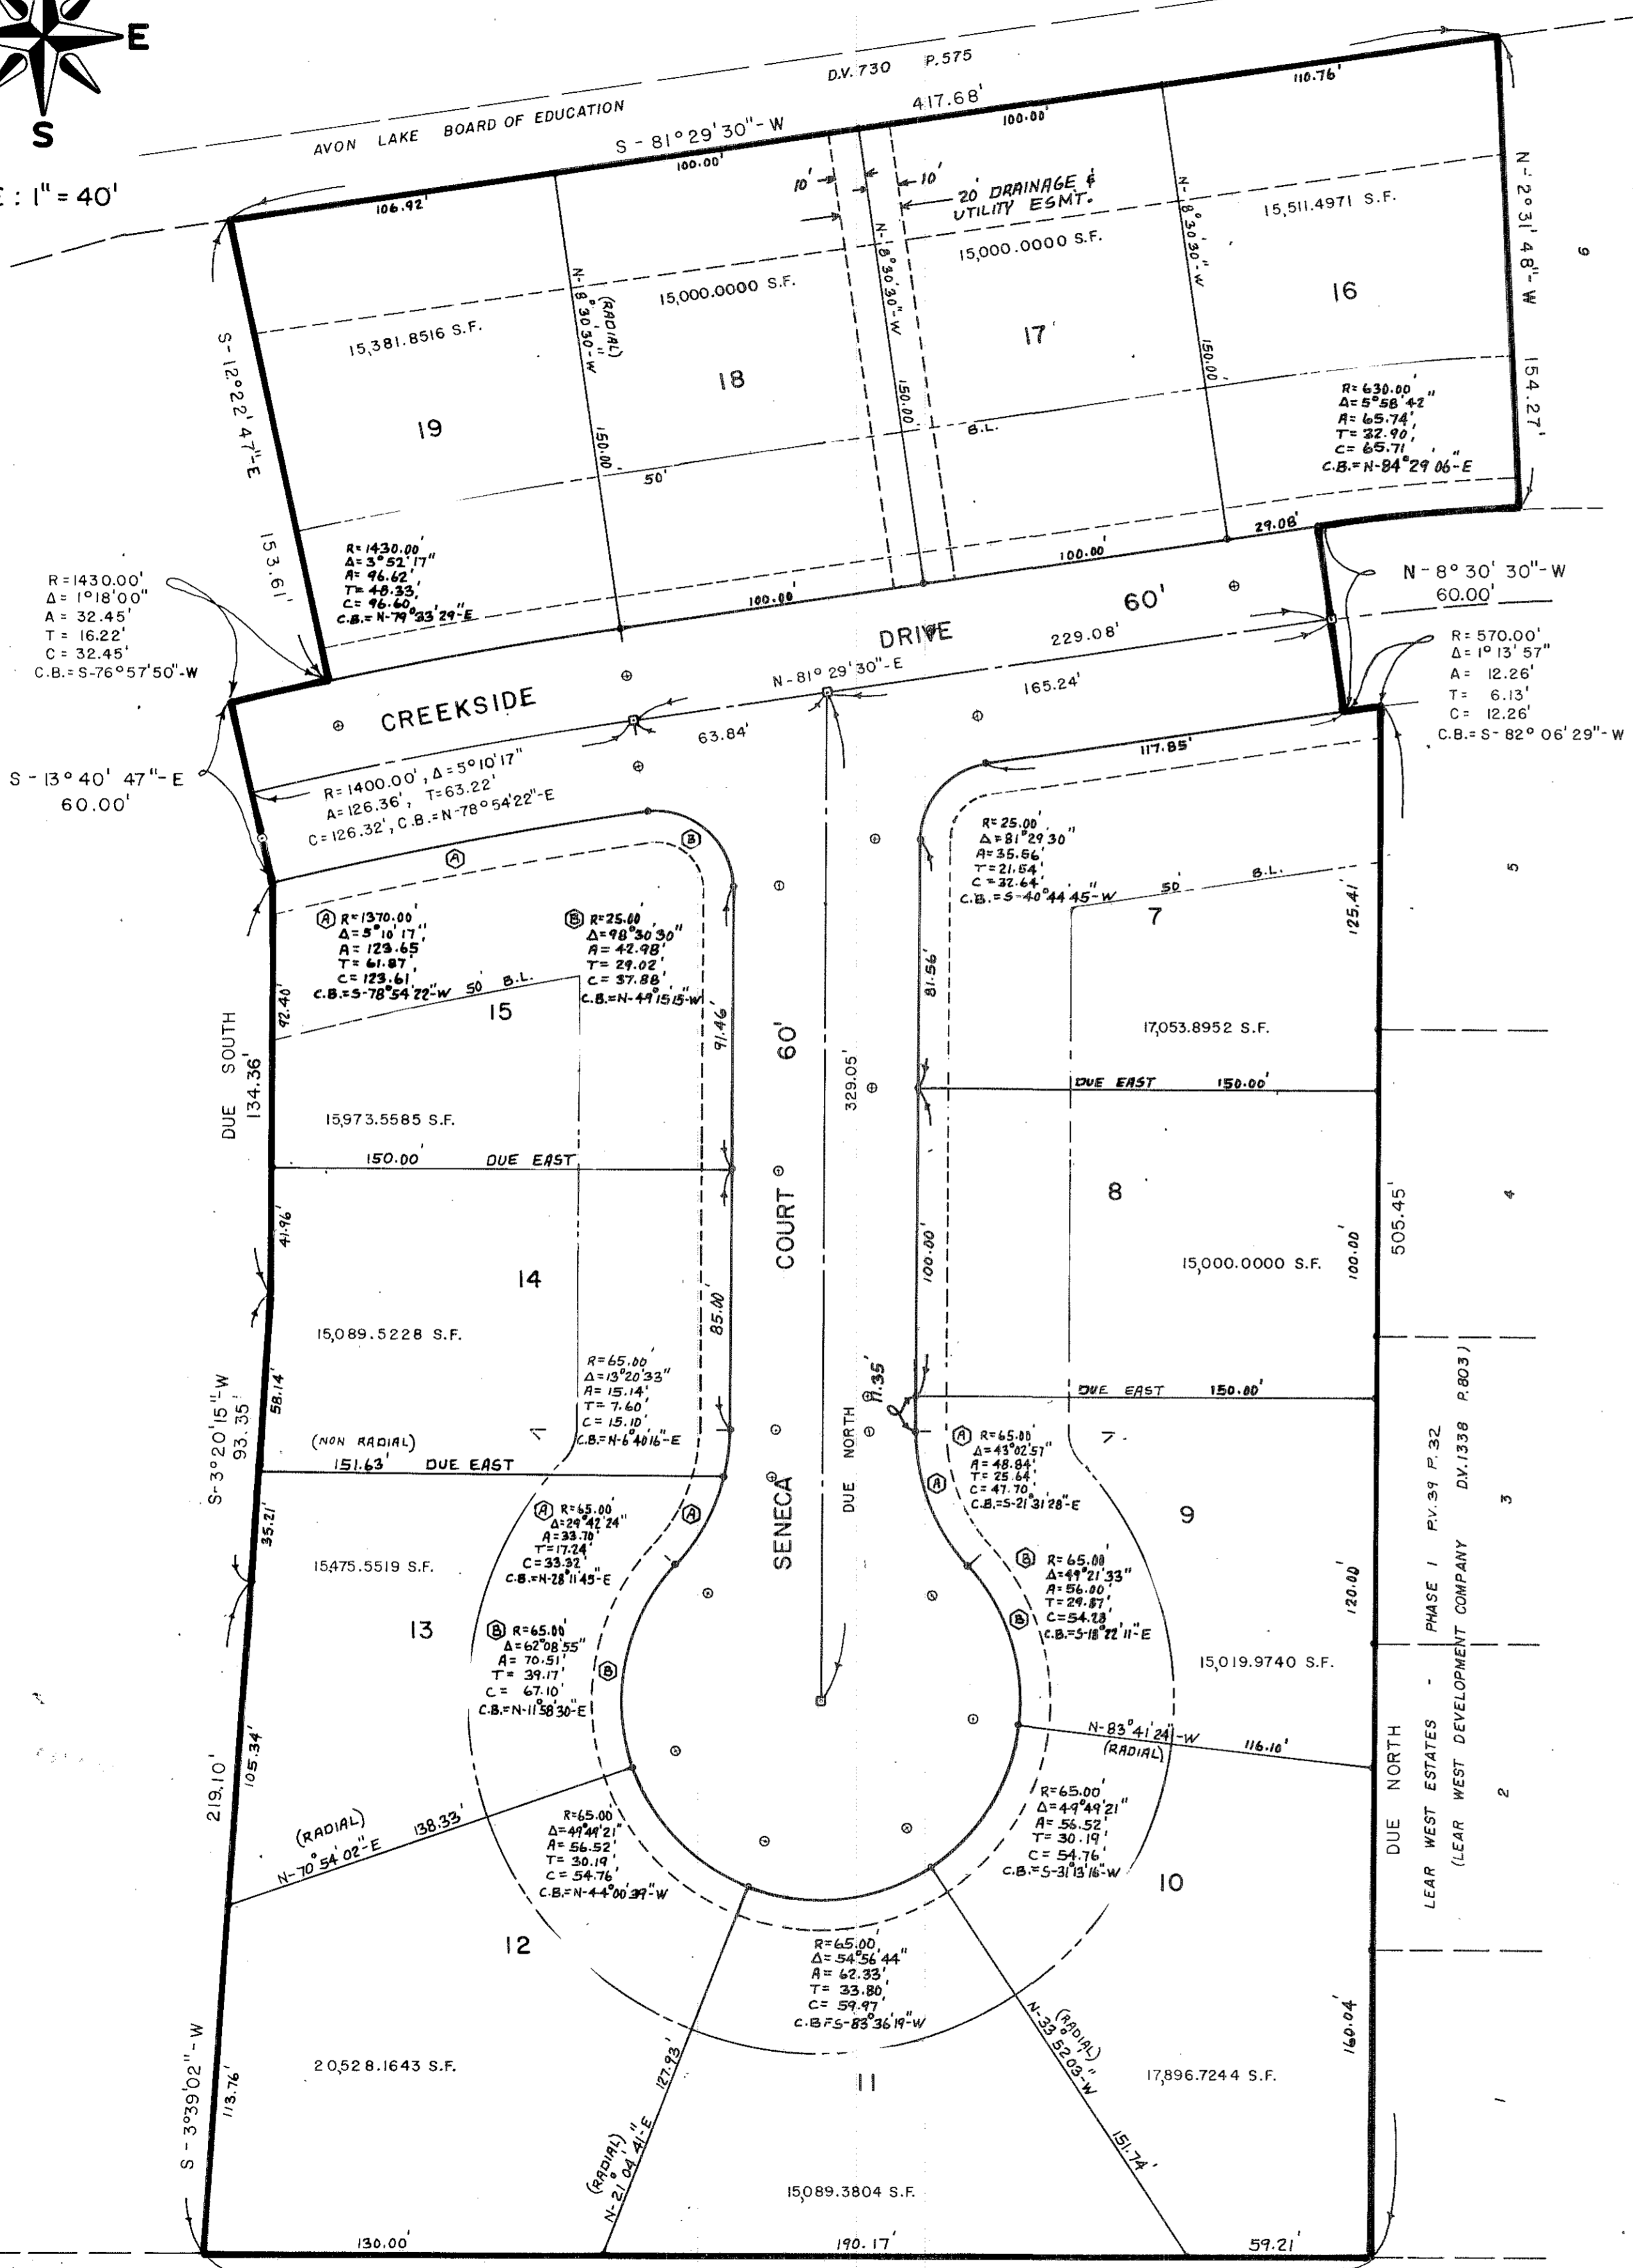 E
S
: 1" = 40'
AVON LAKE BOARD OF EDUCATION
D.V. 730 P. 575
S - 81° 29' 30" - W
417.68'
106.92'
100.00'
100.00'
110.76'
10'
10'
20' DRAINAGE &
UTILITY ESMT.
S - 12° 22' 47" - E
153.61'
N - 8° 30' 30" - W
(RADIAL)
150.00'
N - 8° 30' 30" - W
150.00'
N - 8° 30' 30" - W
150.00'
N - 2° 31' 48" - W
154.27'
6
15,381.8516 S.F.
19
15,000.0000 S.F.
18
15,000.0000 S.F.
17
15,511.4971 S.F.
16
50'
B.L.
R= 630.00'
Δ= 5°58'42"
A= 65.74'
T= 32.90'
C= 65.71'
C.B.= N-84°29'06"-E
R= 1430.00'
Δ= 3°52'17"
A= 96.62'
T= 48.33'
C= 96.60'
C.B.= N-79°33'29"-E
R = 1430.00'
Δ = 1°18'00"
A = 32.45'
T = 16.22'
C = 32.45'
C.B. = S-76°57'50"-W
100.00'
100.00'
29.08'
CREEKSIDE DRIVE 60'
N - 8° 30' 30" - W
60.00'
R = 570.00'
Δ = 1° 13' 57"
A = 12.26'
T = 6.13'
C = 12.26'
C.B. = S - 82° 06' 29" - W
N - 81° 29' 30" - E
229.08'
63.84'
165.24'
S - 13° 40' 47" - E
60.00'
R = 1400.00', Δ = 5°10'17"
A = 126.36', T = 63.22'
C = 126.32', C.B. = N-78°54'22"-E
117.85'
A
B
R= 25.00'
Δ= 81°29'30"
A= 35.56'
T= 21.54'
C= 32.64'
C.B.= S-40°44'45"-W
50' B.L.
7
125.41'
5
A R= 1370.00'
Δ= 5°10'17"
A= 123.65'
T= 61.87'
C= 123.61'
C.B.= S-78°54'22"-W
B R= 25.00'
Δ= 98°30'30"
A= 42.98'
T= 29.02'
C= 37.88'
C.B.= N-49°15'15"-W
50' B.L.
15
92.40'
91.46'
81.56'
DUE SOUTH
134.36'
15,973.5585 S.F.
17,053.8952 S.F.
150.00' DUE EAST
DUE EAST 150.00'
SENECA COURT 60'
329.05'
DUE NORTH
41.96'
14
85.00'
15,089.5228 S.F.
8
100.00'
15,000.0000 S.F.
100.00'
505.45'
4
11.35'
DUE EAST 150.00'
R = 65.00'
Δ = 13°20'33"
A = 15.14'
T = 7.60'
C = 15.10'
C.B. = N-6°40'16"-E
58.14'
S - 3° 20' 15" - W
93.35'
(NON RADIAL)
151.63' DUE EAST
35.21'
A
A R= 65.00'
Δ= 43°02'57"
A= 48.84'
T= 25.64'
C= 47.70'
C.B.= S-21°31'28"-E
A
9
3
A R= 65.00'
Δ= 29°42'24"
A= 33.70'
T= 17.24'
C= 33.32'
C.B.= N-28°11'45"-E
15,475.5519 S.F.
13
B R= 65.00'
Δ= 49°21'33"
A= 56.00'
T= 29.87'
C= 54.28'
C.B.= S-18°22'11"-E
B
120.00'
15,019.9740 S.F.
B R= 65.00'
Δ= 62°08'55"
A= 70.51'
T= 39.17'
C= 67.10'
C.B.= N-11°58'30"-E
B
N - 83° 41' 24" - W
(RADIAL)
116.10'
219.10'
105.34'
(RADIAL)
N - 70° 54' 02" - E
138.33'
R= 65.00'
Δ= 49°49'21"
A= 56.52'
T= 30.19'
C= 54.76'
C.B.= N-44°00'39"-W
R= 65.00'
Δ= 49°49'21"
A= 56.52'
T= 30.19'
C= 54.76'
C.B.= S-31°13'16"-W
10
12
R= 65.00'
Δ= 54°56'44"
A= 62.33'
T= 33.80'
C= 59.97'
C.B.= S-83°36'19"-W
DUE NORTH
LEAR WEST ESTATES - PHASE 1 P.V. 39 P. 32
(LEAR WEST DEVELOPMENT COMPANY D.V. 1338 P. 803)
2
S - 3° 39' 02" - W
113.76'
20,528.1643 S.F.
(RADIAL)
N - 21° 04' 41" - E
127.93'
11
(RADIAL)
N - 33° 52' 03" - W
151.74'
17,896.7244 S.F.
160.04'
1
15,089.3804 S.F.
130.00'
190.17'
59.21'